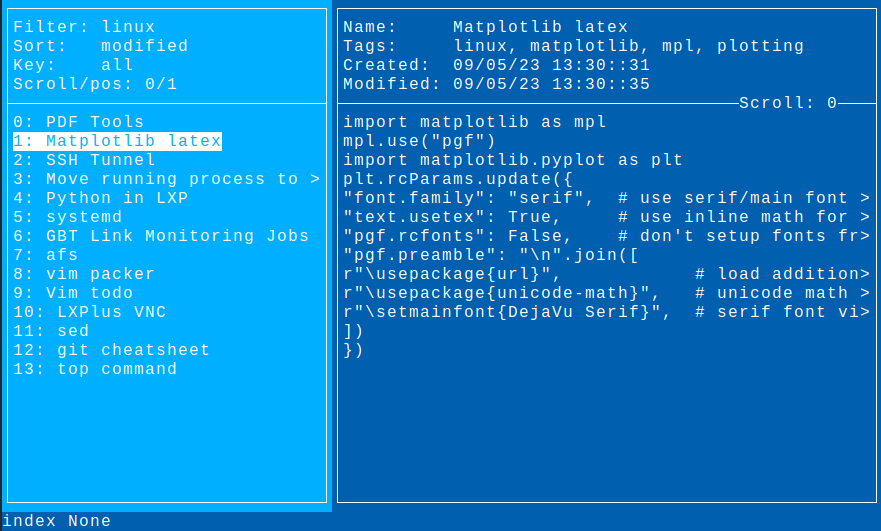 Filter: linux
Sort:   modified
Key:    all
Scroll/pos: 0/1
0: PDF Tools
1: Matplotlib latex
2: SSH Tunnel
3: Move running process to >
4: Python in LXP
5: systemd
6: GBT Link Monitoring Jobs
7: afs
8: vim packer
9: Vim todo
10: LXPlus VNC
11: sed
12: git cheatsheet
13: top command
Name:     Matplotlib latex
Tags:     linux, matplotlib, mpl, plotting
Created:  09/05/23 13:30::31
Modified: 09/05/23 13:30::35
Scroll: 0
import matplotlib as mpl
mpl.use("pgf")
import matplotlib.pyplot as plt
plt.rcParams.update({
"font.family": "serif",  # use serif/main font >
"text.usetex": True,     # use inline math for >
"pgf.rcfonts": False,    # don't setup fonts fr>
"pgf.preamble": "\n".join([
r"\usepackage{url}",            # load addition>
r"\usepackage{unicode-math}",   # unicode math >
r"\setmainfont{DejaVu Serif}",  # serif font vi>
])
})
index None